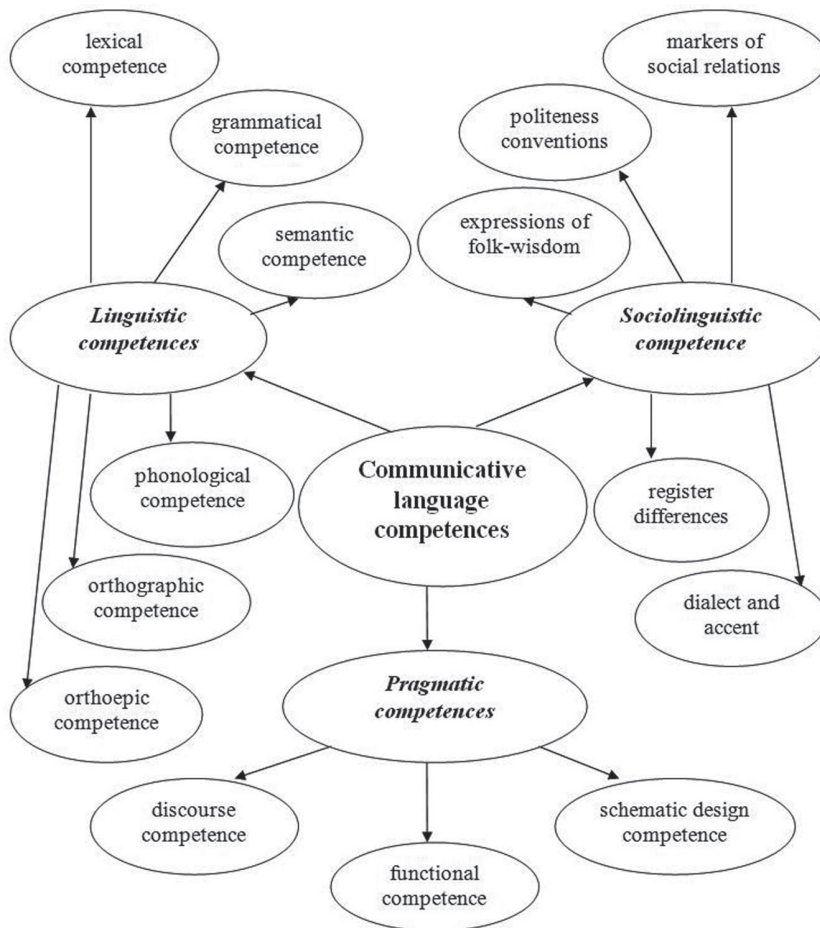 lexical
competence
grammatical
competence
semantic
competence
Linguistic
competences
phonological
competence
orthographic
competence
orthoepic
competence
markers of
social relations
politeness
conventions
expressions of
folk-wisdom
Sociolinguistic
competence
register
differences
dialect and
accent
Communicative
language
competences
Pragmatic
competences
discourse
competence
functional
competence
schematic design
competence